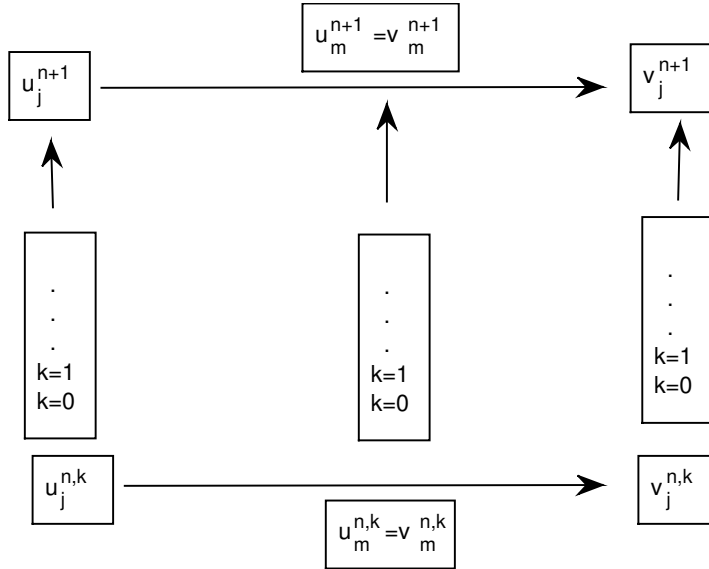 u_m^{n+1} = v_m^{n+1}
u_j^{n+1}
v_j^{n+1}
.
.
.
k=1
k=0
.
.
.
k=1
k=0
.
.
.
k=1
k=0
u_j^{n,k}
v_j^{n,k}
u_m^{n,k} = v_m^{n,k}